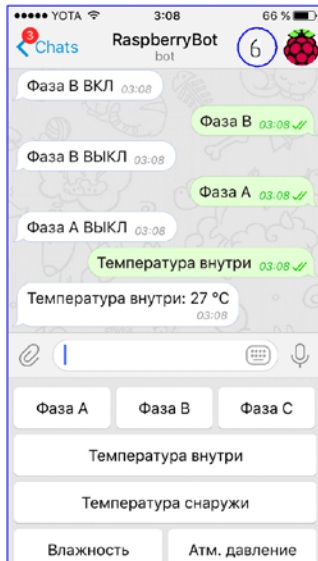 YOTA 3:08 66 %
3 Chats RaspberryBot 6
bot
Фаза B ВКЛ 03:08
Фаза B 03:08
Фаза B ВЫКЛ 03:08
Фаза A 03:08
Фаза A ВЫКЛ 03:08
Температура внутри 03:08
Температура внутри: 27 °C
03:08
Фаза A Фаза B Фаза C
Температура внутри
Температура снаружи
Влажность Атм. давление